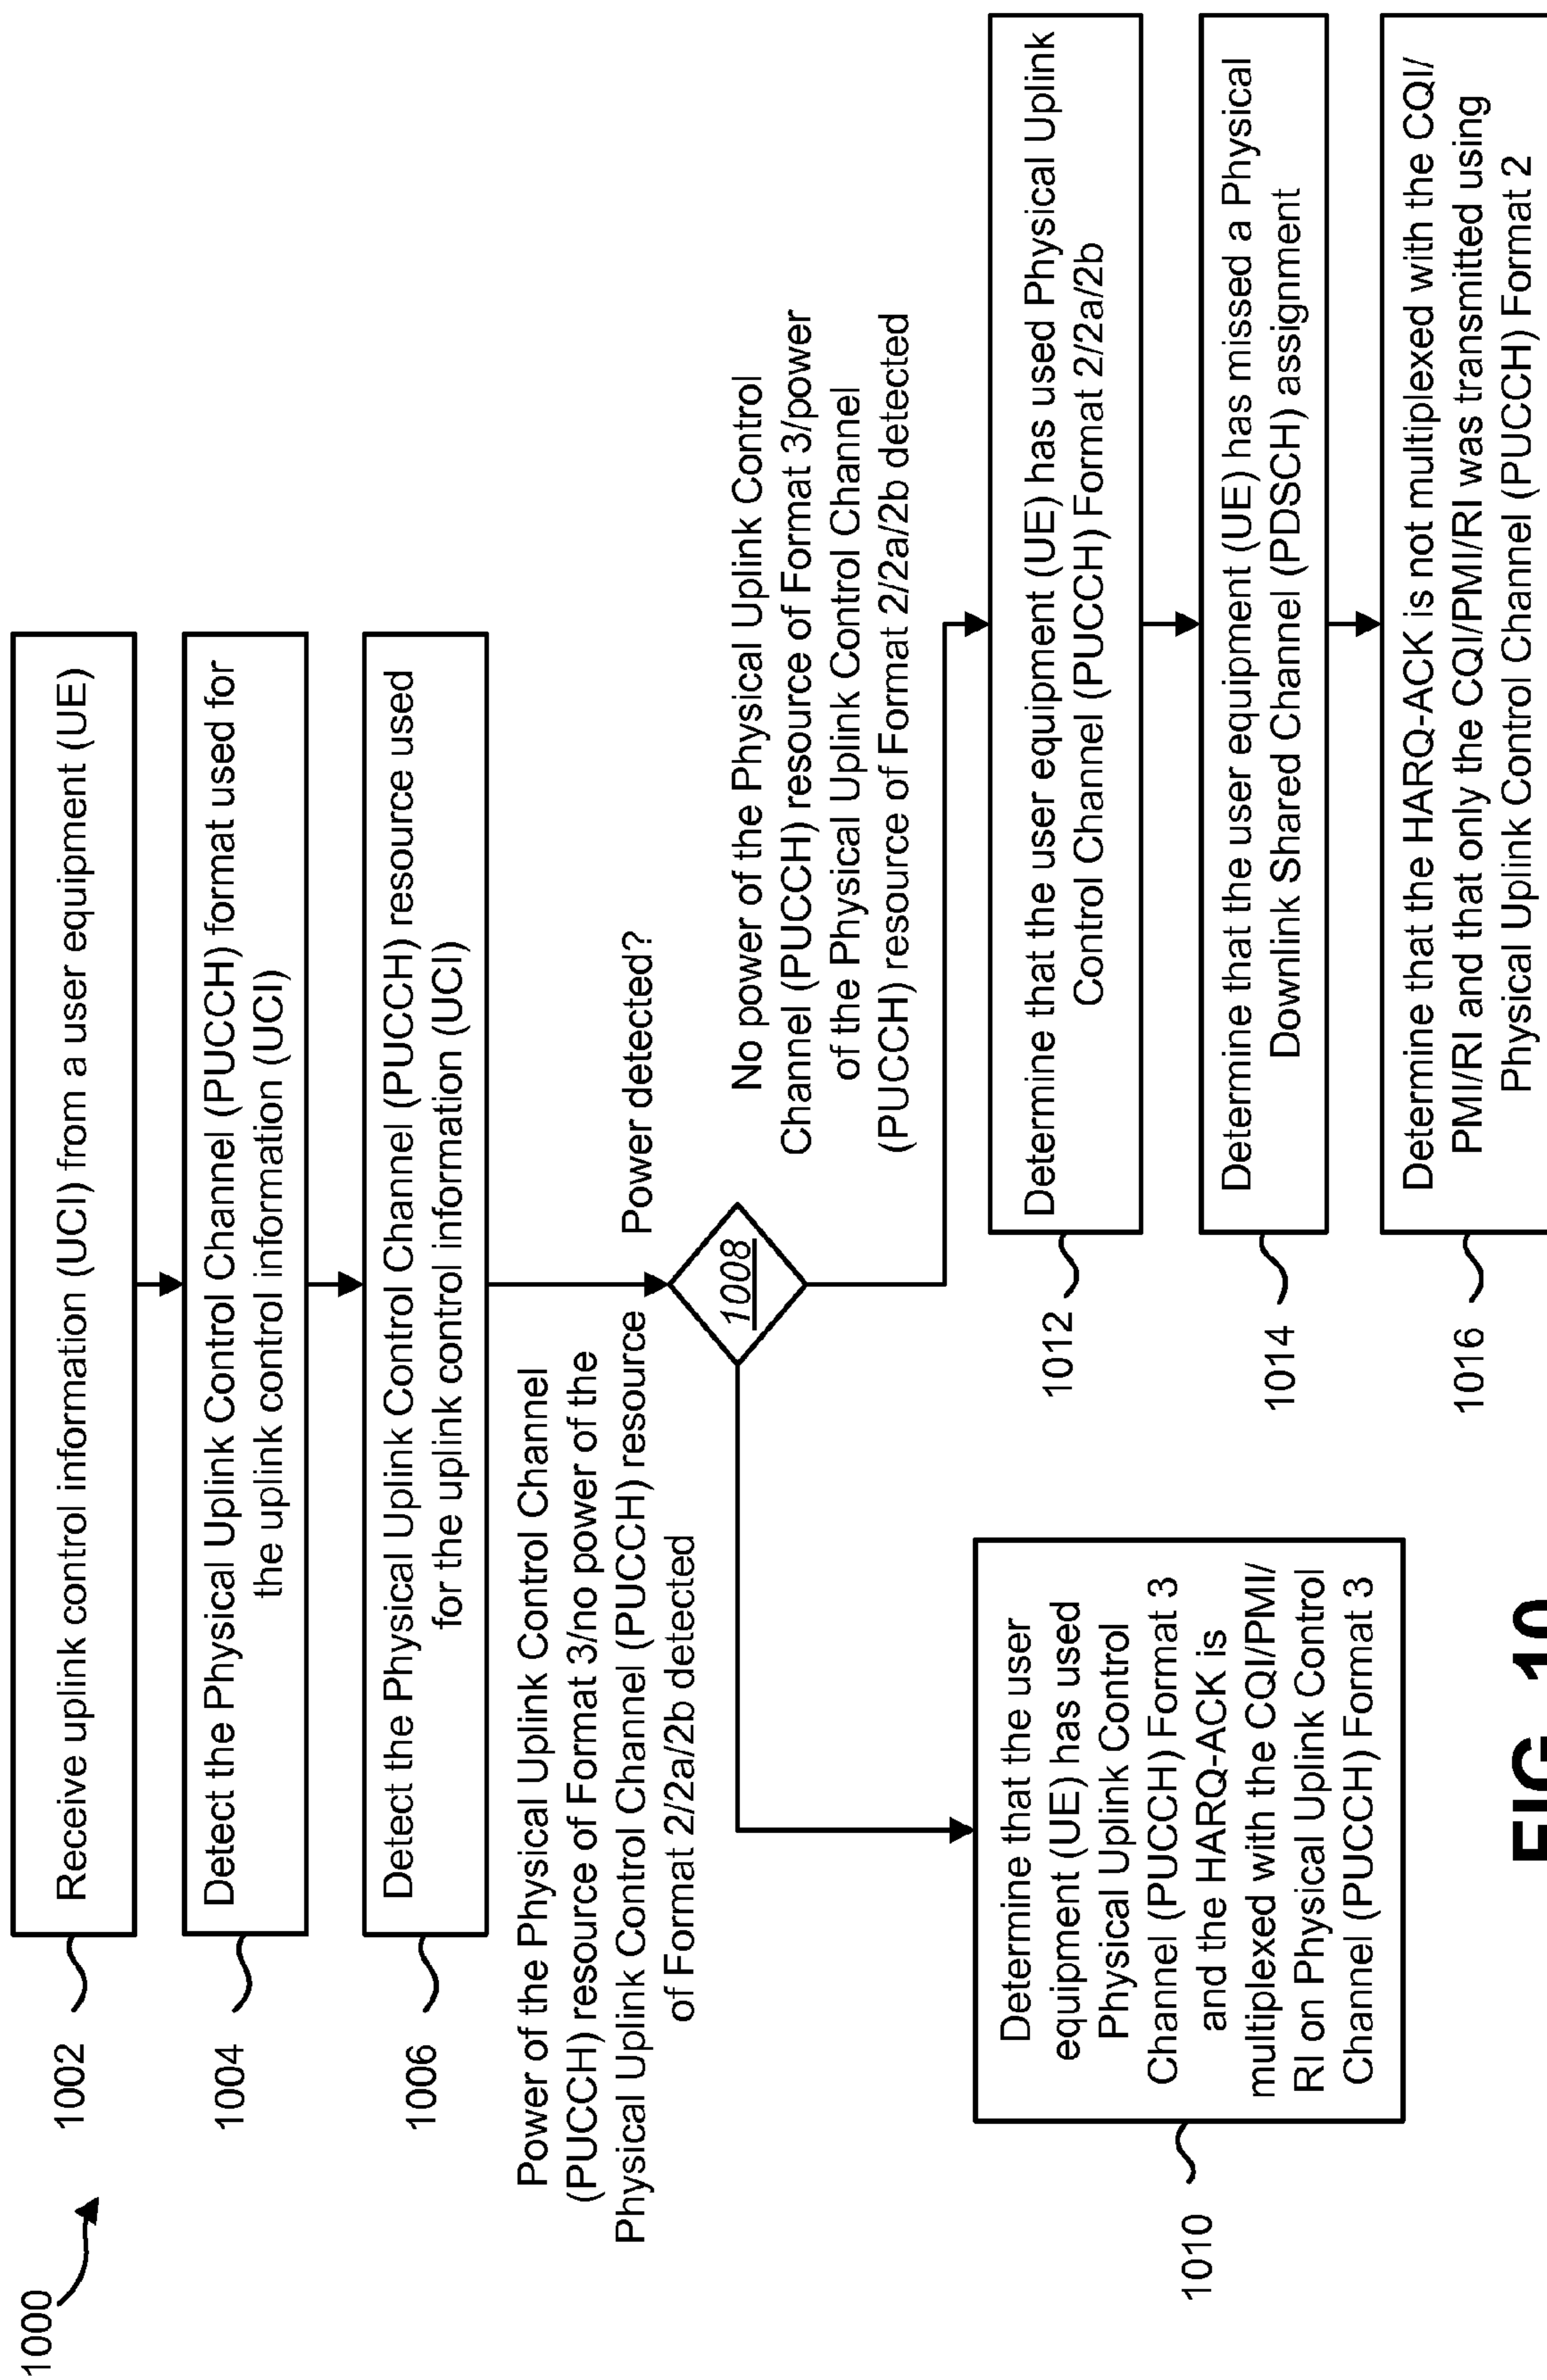 1000
1002
Receive uplink control information (UCI) from a user equipment (UE)
1004
Detect the Physical Uplink Control Channel (PUCCH) format used for
the uplink control information (UCI)
1006
Detect the Physical Uplink Control Channel (PUCCH) resource used
for the uplink control information (UCI)
Power detected?
1008
Power of the Physical Uplink Control Channel
(PUCCH) resource of Format 3/no power of the
Physical Uplink Control Channel (PUCCH) resource
of Format 2/2a/2b detected
No power of the Physical Uplink Control
Channel (PUCCH) resource of Format 3/power
of the Physical Uplink Control Channel
(PUCCH) resource of Format 2/2a/2b detected
1010
Determine that the user
equipment (UE) has used
Physical Uplink Control
Channel (PUCCH) Format 3
and the HARQ-ACK is
multiplexed with the CQI/PMI/
RI on Physical Uplink Control
Channel (PUCCH) Format 3
1012
Determine that the user equipment (UE) has used Physical Uplink
Control Channel (PUCCH) Format 2/2a/2b
1014
Determine that the user equipment (UE) has missed a Physical
Downlink Shared Channel (PDSCH) assignment
1016
Determine that the HARQ-ACK is not multiplexed with the CQI/
PMI/RI and that only the CQI/PMI/RI was transmitted using
Physical Uplink Control Channel (PUCCH) Format 2
FIG. 10